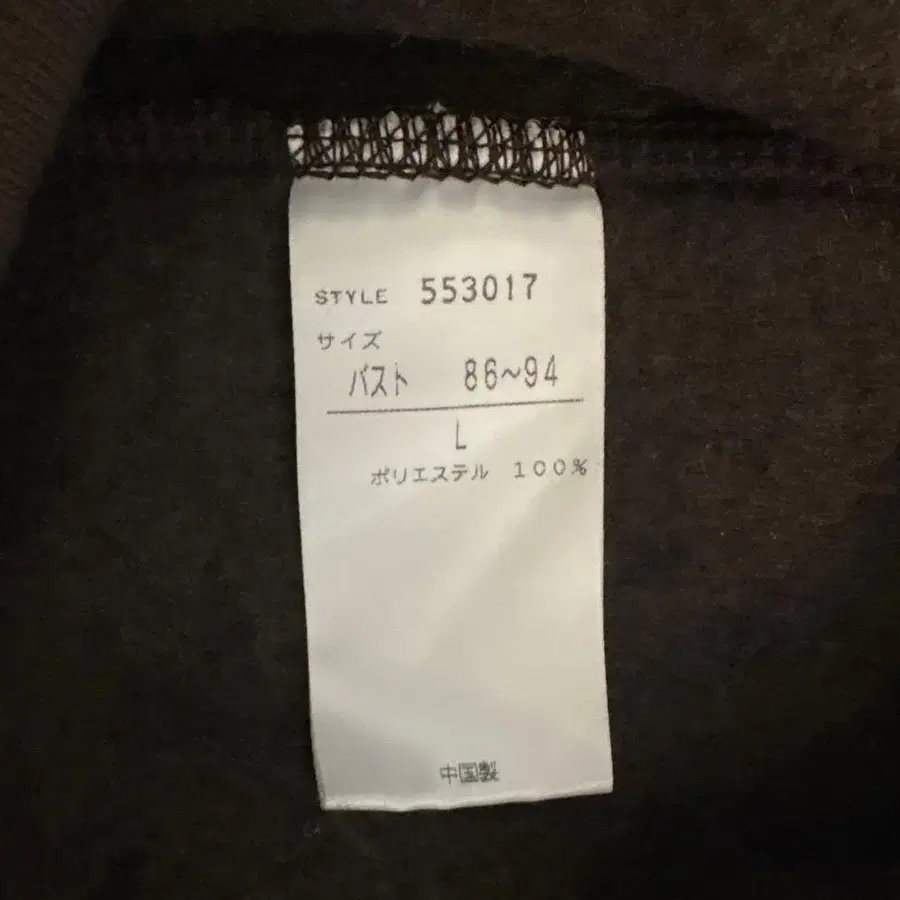 STYLE 553017
サイズ
バスト 86~94
L
ポリエステル 100%
中国製